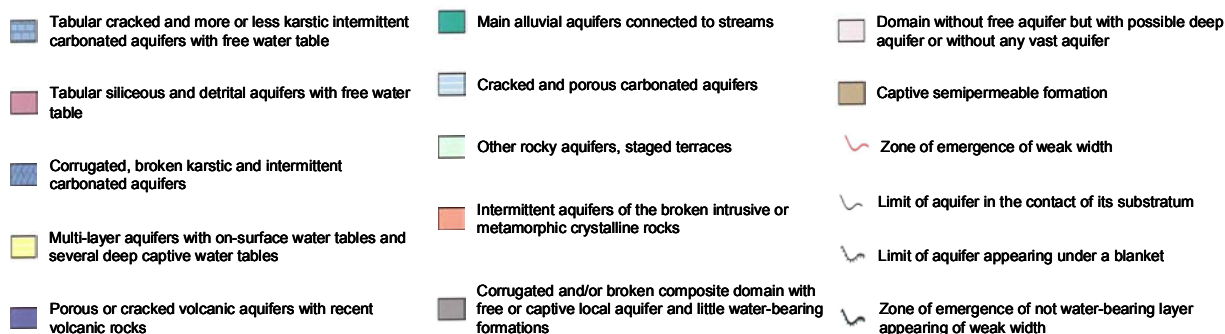 Tabular cracked and more or less karstic intermittent
carbonated aquifers with free water table
Tabular siliceous and detrital aquifers with free water
table
Corrugated, broken karstic and intermittent
carbonated aquifers
Multi-layer aquifers with on-surface water tables and
several deep captive water tables
Porous or cracked volcanic aquifers with recent
volcanic rocks
Main alluvial aquifers connected to streams
Cracked and porous carbonated aquifers
Other rocky aquifers, staged terraces
Intermittent aquifers of the broken intrusive or
metamorphic crystalline rocks
Corrugated and/or broken composite domain with
free or captive local aquifer and little water-bearing
formations
Domain without free aquifer but with possible deep
aquifer or without any vast aquifer
Captive semipermeable formation
Zone of emergence of weak width
Limit of aquifer in the contact of its substratum
Limit of aquifer appearing under a blanket
Zone of emergence of not water-bearing layer
appearing of weak width